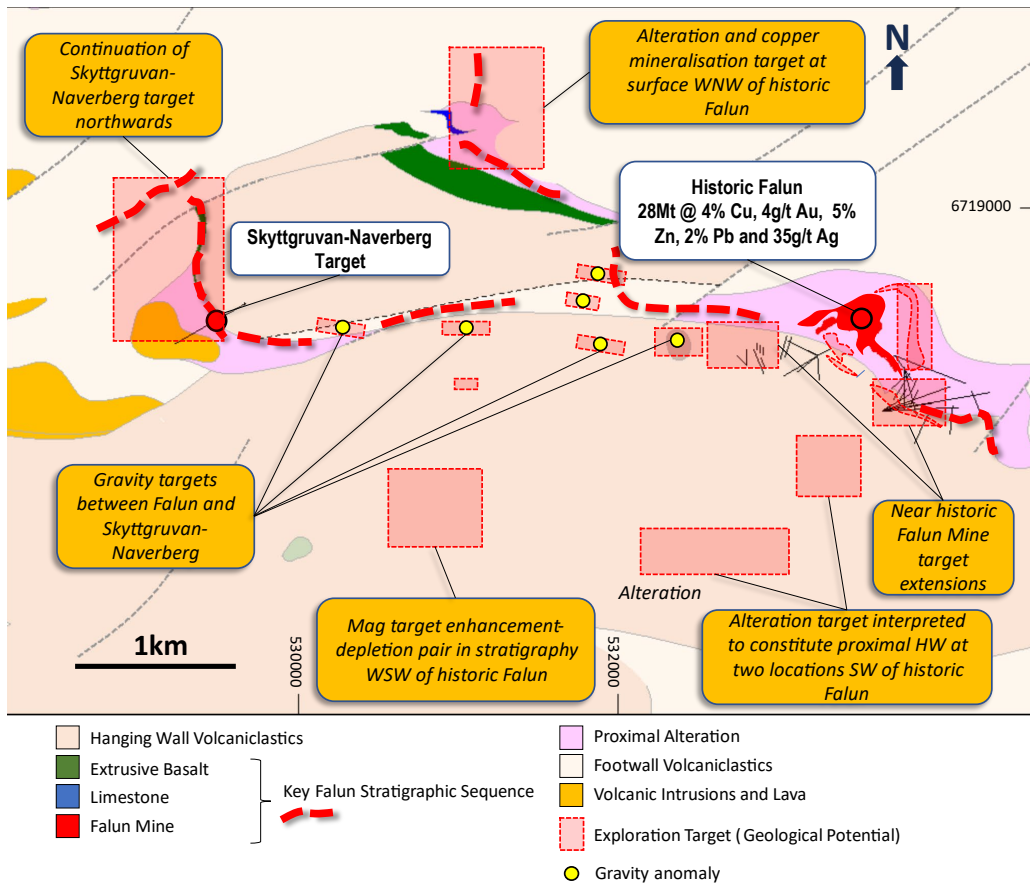 Continuation of
Skyttgruvan-
Naverberg target
northwards
Alteration and copper
mineralisation target at
surface WNW of historic
Falun
N
Historic Falun
28Mt @ 4% Cu, 4g/t Au, 5%
Zn, 2% Pb and 35g/t Ag
6719000
Skyttgruvan-Naverberg
Target
Gravity targets
between Falun and
Skyttgruvan-
Naverberg
Near historic
Falun Mine
target
extensions
Alteration
Mag target enhancement-
depletion pair in stratigraphy
WSW of historic Falun
Alteration target interpreted
to constitute proximal HW at
two locations SW of historic
Falun
1km
530000
532000
Hanging Wall Volcaniclastics
Extrusive Basalt
Limestone
Falun Mine
Key Falun Stratigraphic Sequence
Proximal Alteration
Footwall Volcaniclastics
Volcanic Intrusions and Lava
Exploration Target (Geological Potential)
Gravity anomaly